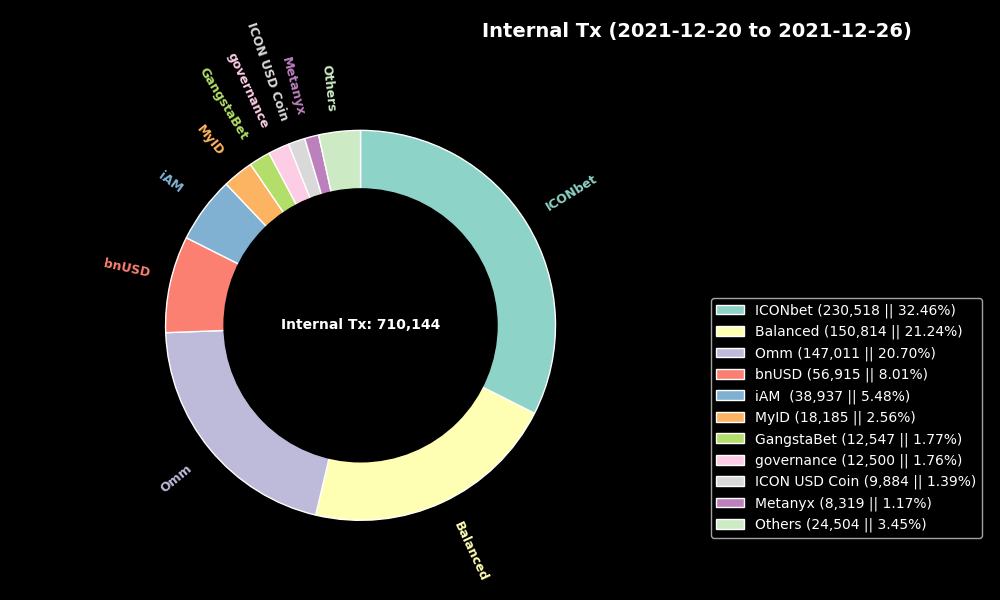 Internal Tx (2021-12-20 to 2021-12-26)
Others
Metanyx
ICON USD Coin
governance
GangstaBet
MyID
iAM
bnUSD
Omm
Balanced
ICONbet
Internal Tx: 710,144
ICONbet (230,518 || 32.46%)
Balanced (150,814 || 21.24%)
Omm (147,011 || 20.70%)
bnUSD (56,915 || 8.01%)
iAM  (38,937 || 5.48%)
MyID (18,185 || 2.56%)
GangstaBet (12,547 || 1.77%)
governance (12,500 || 1.76%)
ICON USD Coin (9,884 || 1.39%)
Metanyx (8,319 || 1.17%)
Others (24,504 || 3.45%)